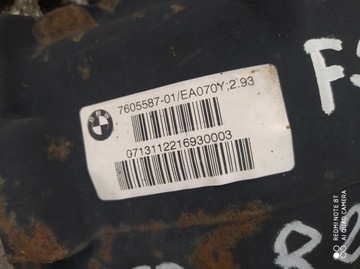 7605587-01/EA070Y;2.93
0713112216930003
REDMI NOTE 8T
AI QUAD CAMERA